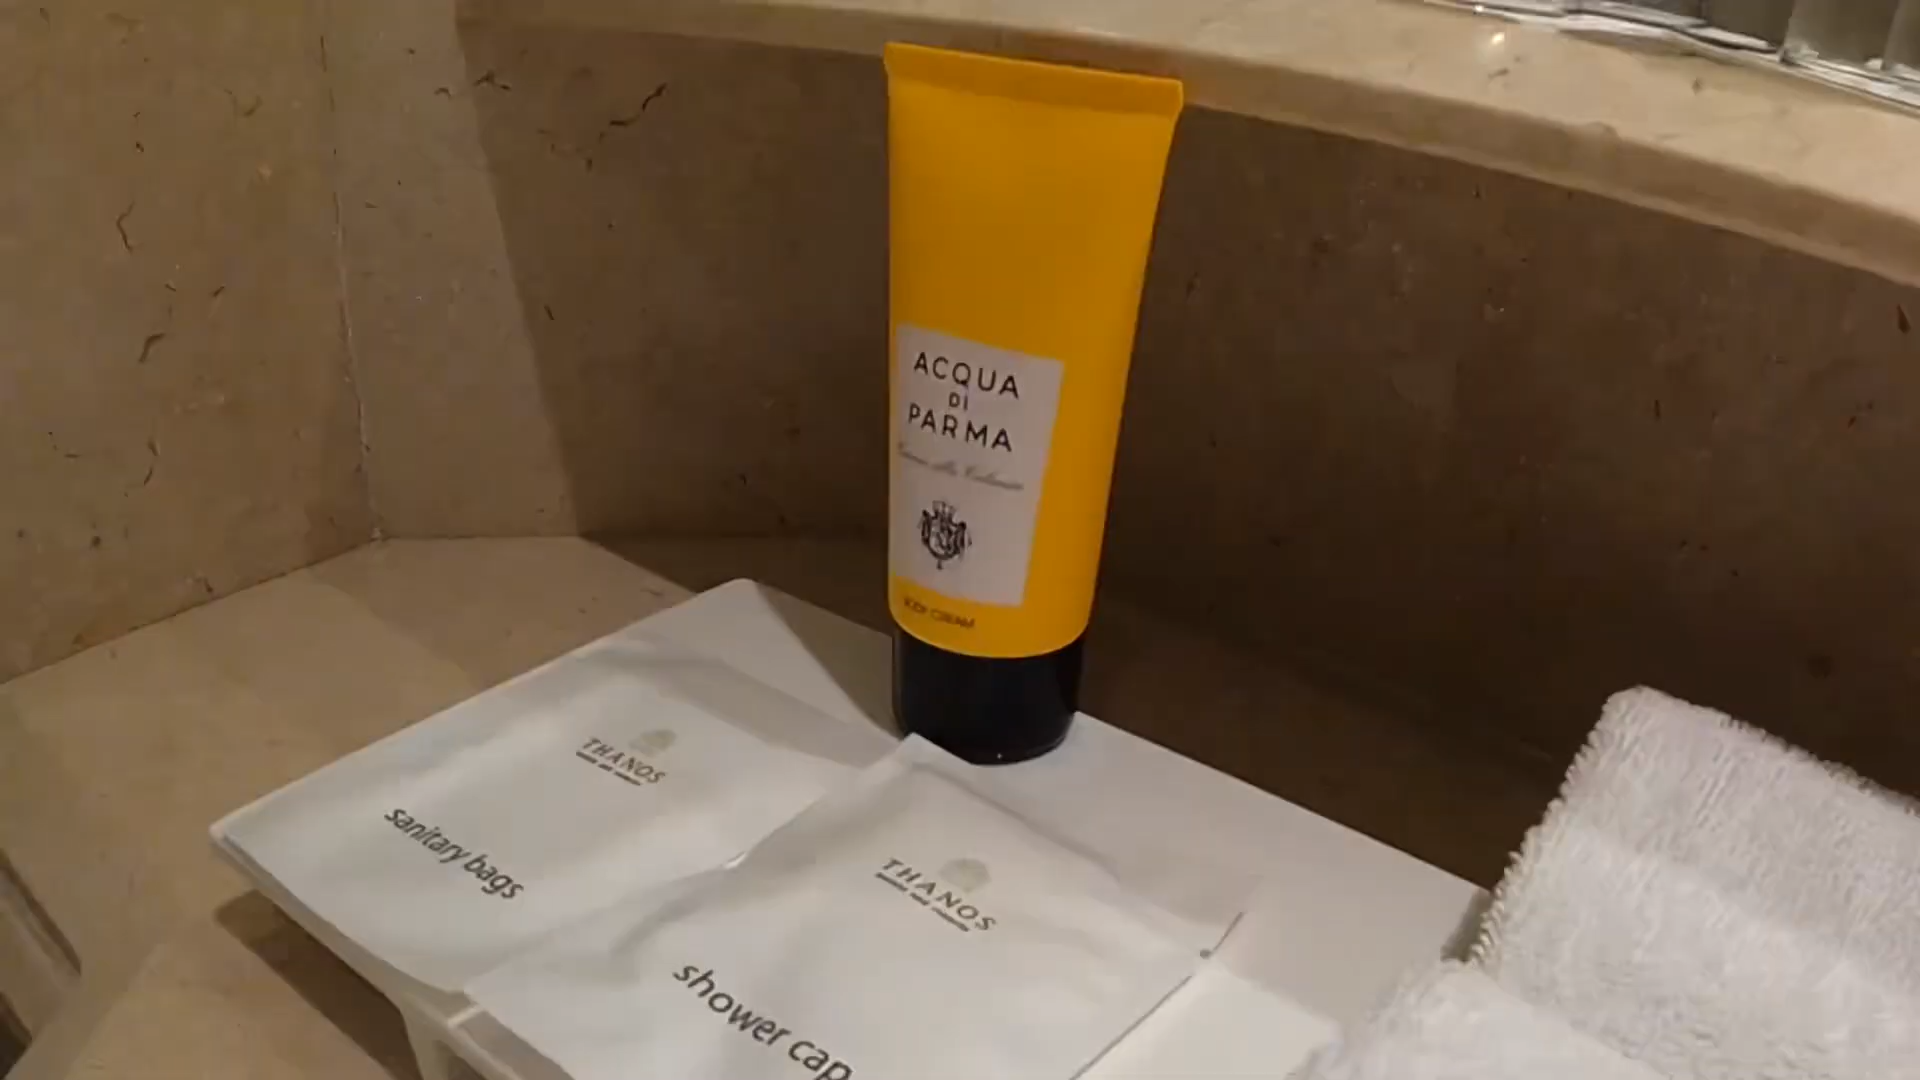 ACQUA
DI
PARMA
BODY CREAM
THANOS
sanitary bags
THANOS
shower cap